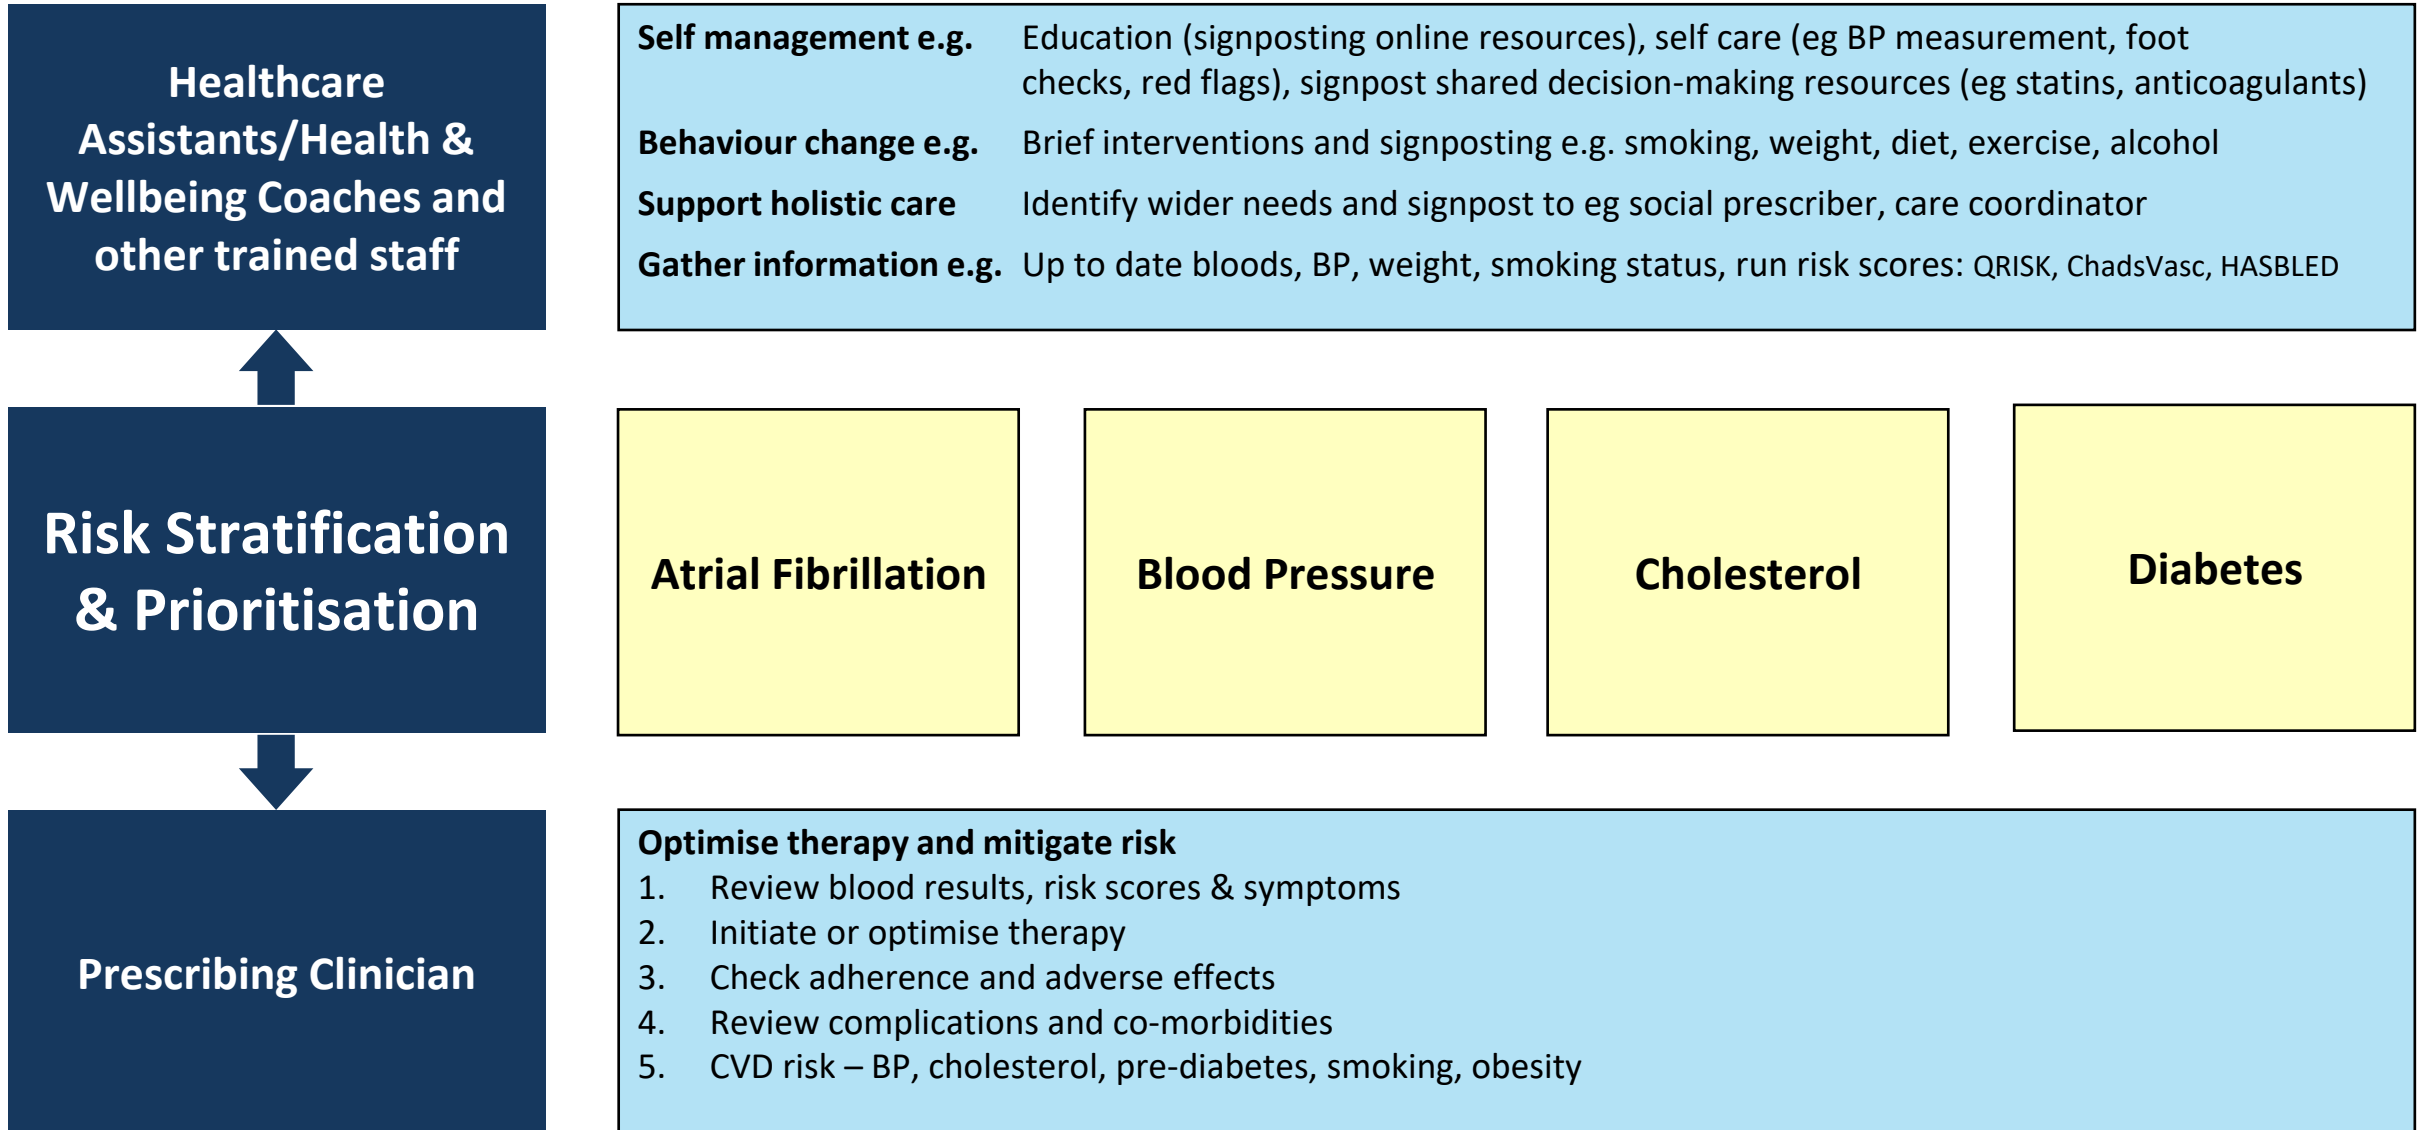 Healthcare
Assistants/Health &
Wellbeing Coaches and
other trained staff
Self management e.g. Education (signposting online resources), self care (eg BP measurement, foot
checks, red flags), signpost shared decision-making resources (eg statins, anticoagulants)
Behaviour change e.g. Brief interventions and signposting e.g. smoking, weight, diet, exercise, alcohol
Support holistic care Identify wider needs and signpost to eg social prescriber, care coordinator
Gather information e.g. Up to date bloods, BP, weight, smoking status, run risk scores: QRISK, ChadsVasc, HASBLED
Risk Stratification
& Prioritisation
Atrial Fibrillation
Blood Pressure
Cholesterol
Diabetes
Prescribing Clinician
Optimise therapy and mitigate risk
1. Review blood results, risk scores & symptoms
2. Initiate or optimise therapy
3. Check adherence and adverse effects
4. Review complications and co-morbidities
5. CVD risk – BP, cholesterol, pre-diabetes, smoking, obesity